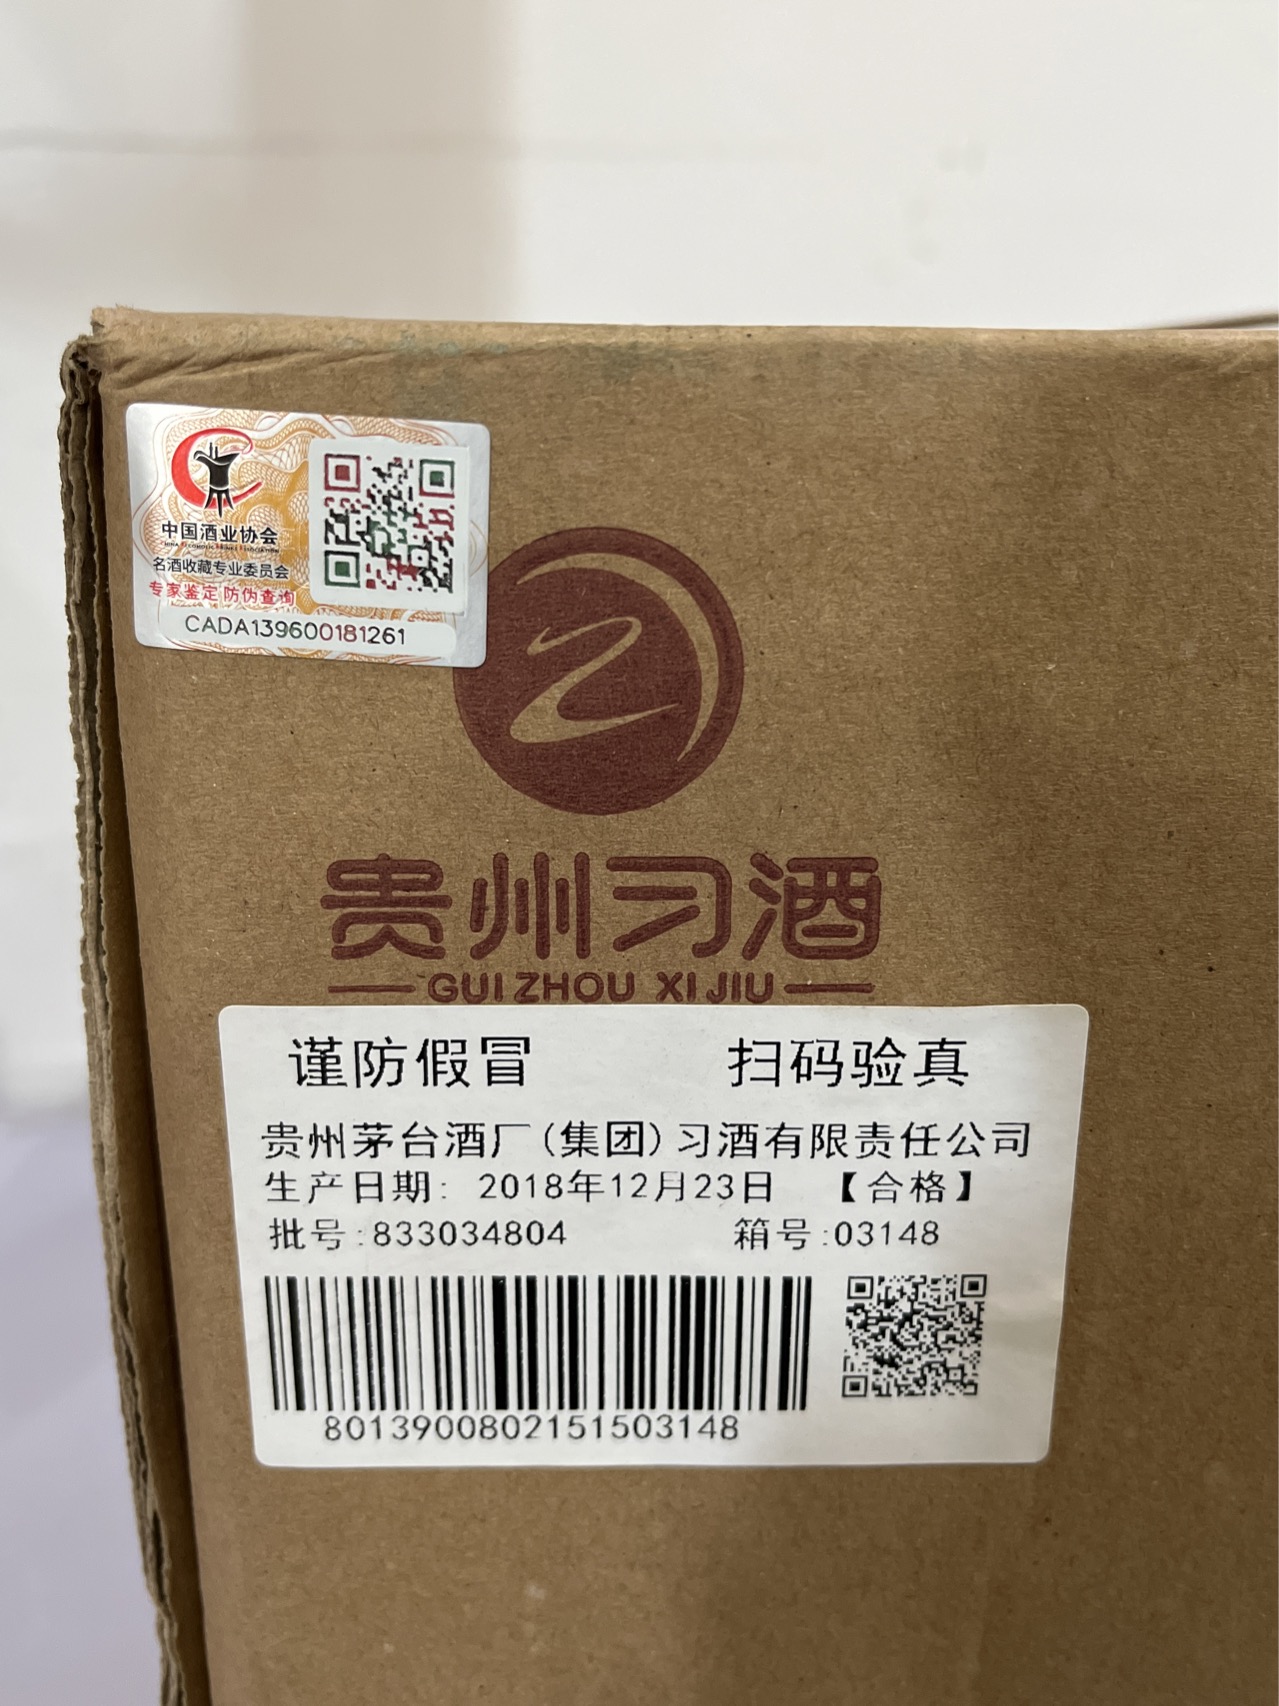 中国酒业协会
CHINA ALCOHOLIC DRINKS ASSOCIATION
名酒收藏专业委员会
专家鉴定 防伪查询
CADA139600181261
贵州习酒
GUI ZHOU XI JIU
谨防假冒 扫码验真
贵州茅台酒厂(集团)习酒有限责任公司
生产日期: 2018年12月23日 【合格】
批号:833034804 箱号:03148
8013900802151503148